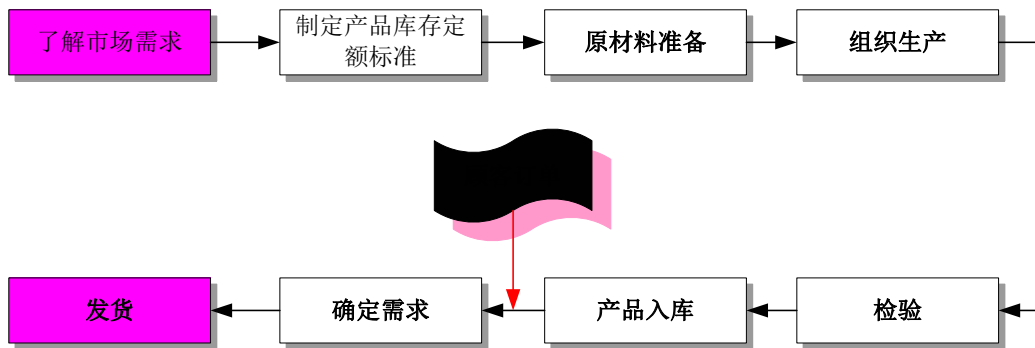 了解市场需求
制定产品库存定
额标准
原材料准备
组织生产
发货
确定需求
产品入库
检验